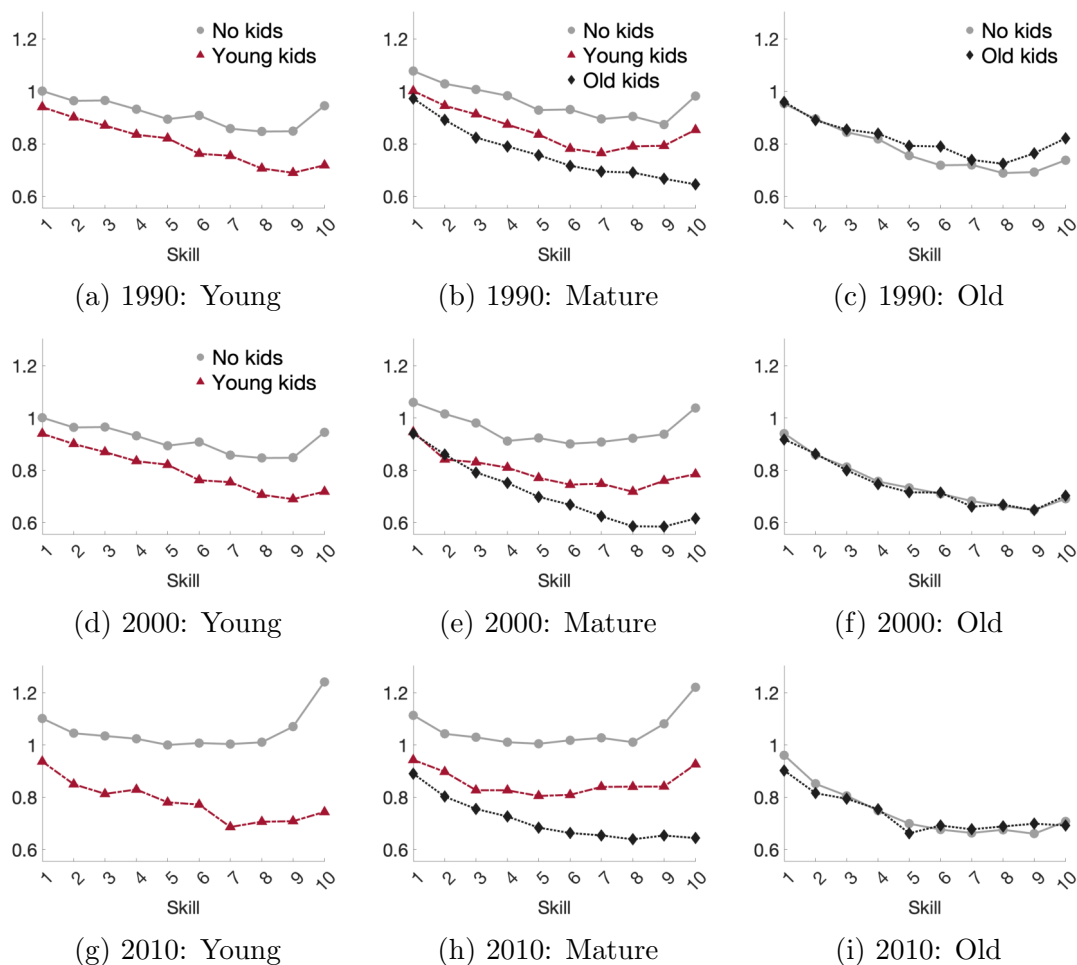 1.2
1
0.8
0.6
No kids
Young kids
1 2 3 4 5 6 7 8 9 10
Skill
(a) 1990: Young
1.2
1
0.8
0.6
No kids
Young kids
Old kids
1 2 3 4 5 6 7 8 9 10
Skill
(b) 1990: Mature
1.2
1
0.8
0.6
No kids
Old kids
1 2 3 4 5 6 7 8 9 10
Skill
(c) 1990: Old
1.2
1
0.8
0.6
No kids
Young kids
1 2 3 4 5 6 7 8 9 10
Skill
(d) 2000: Young
1.2
1
0.8
0.6
1 2 3 4 5 6 7 8 9 10
Skill
(e) 2000: Mature
1.2
1
0.8
0.6
1 2 3 4 5 6 7 8 9 10
Skill
(f) 2000: Old
1.2
1
0.8
0.6
1 2 3 4 5 6 7 8 9 10
Skill
(g) 2010: Young
1.2
1
0.8
0.6
1 2 3 4 5 6 7 8 9 10
Skill
(h) 2010: Mature
1.2
1
0.8
0.6
1 2 3 4 5 6 7 8 9 10
Skill
(i) 2010: Old